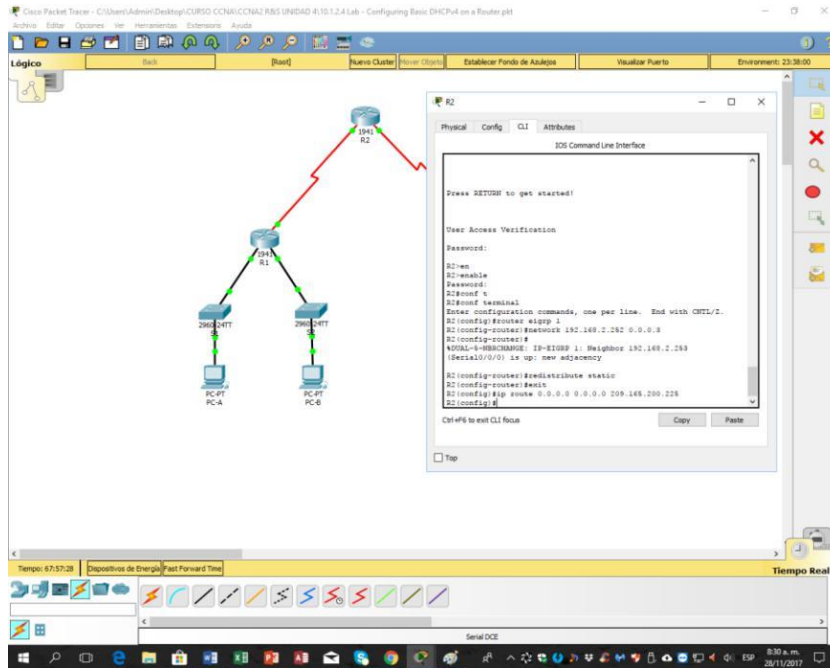 Cisco Packet Tracer - C:\Users\Admin\Desktop\CURSO CCNA\CCNA2 R&S UNIDAD 4\10.1.2.4 Lab - Configuring Basic DHCPv4 on a Router.pkt
Archivo Editar Opciones Ver Herramientas Extensions Ayuda
Lógico Back [Root] Nuevo Cluster Mover Objeto Establecer Fondo de Azulejos Visualizar Puerto Environment: 23:38:00
1941
R2
1941
R1
2960-24TT
S1
2960-24TT
PC-PT
PC-A
PC-PT
PC-B
R2
Physical Config CLI Attributes
IOS Command Line Interface
Press RETURN to get started!
User Access Verification
Password:
R2>en
R2>enable
Password:
R2#conf t
R2#conf terminal
Enter configuration commands, one per line. End with CNTL/Z.
R2(config)#router eigrp 1
R2(config-router)#network 192.168.2.252 0.0.0.3
R2(config-router)#
%DUAL-5-NBRCHANGE: IP-EIGRP 1: Neighbor 192.168.2.253
(Serial0/0/0) is up: new adjacency
R2(config-router)#redistribute static
R2(config-router)#exit
R2(config)#ip route 0.0.0.0 0.0.0.0 209.165.200.225
R2(config)#
Ctrl+F6 to exit CLI focus Copy Paste
Top
Tiempo: 67:57:28 Dispositivos de Energía Fast Forward Time Tiempo Real
Serial DCE
ESP 8:30 a. m.
28/11/2017